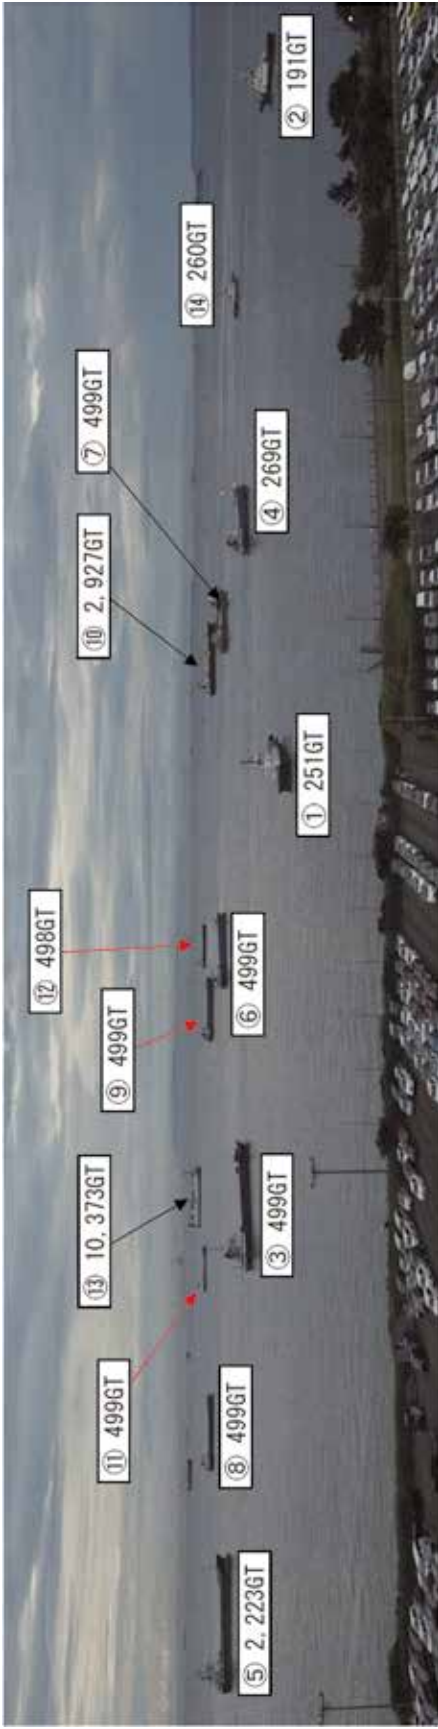 ⑤ 2,223GT
⑧ 499GT
⑪ 499GT
⑬ 10,373GT
③ 499GT
⑨ 499GT
⑫ 498GT
⑥ 499GT
① 251GT
⑩ 2,927GT
⑦ 499GT
④ 269GT
⑭ 260GT
② 191GT